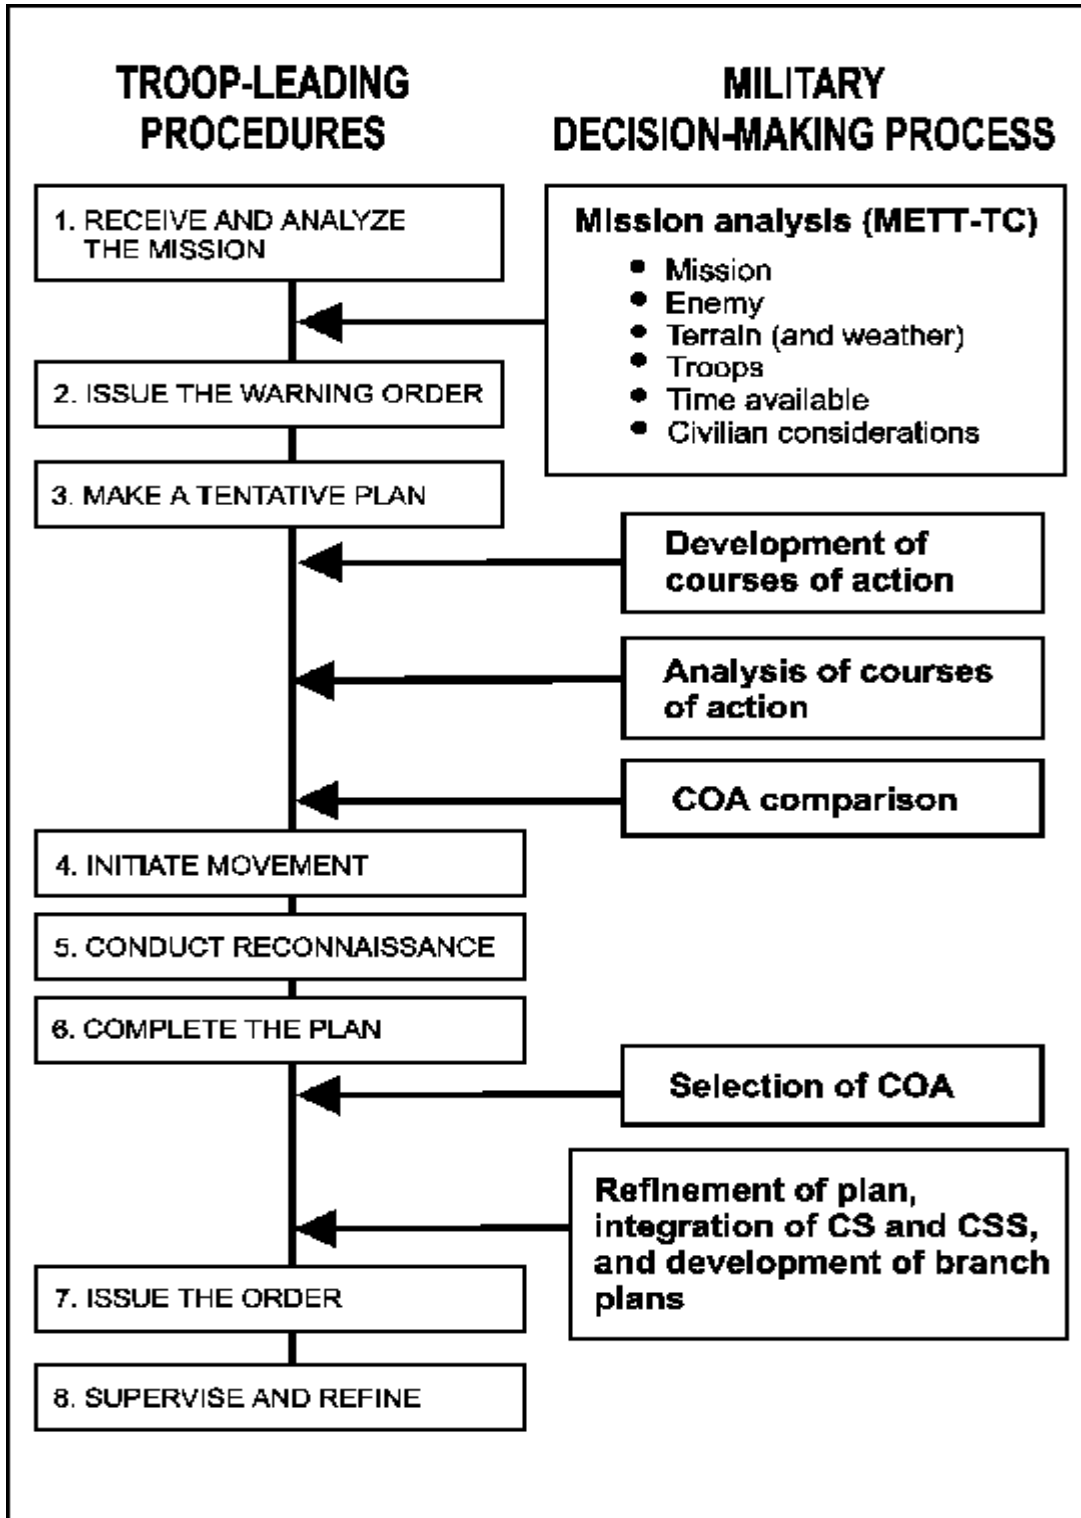 TROOP-LEADING
PROCEDURES
MILITARY
DECISION-MAKING PROCESS
1. RECEIVE AND ANALYZE
THE MISSION
Mission analysis (METT-TC)
• Mission
• Enemy
• Terrain (and weather)
• Troops
• Time available
• Civilian considerations
2. ISSUE THE WARNING ORDER
3. MAKE A TENTATIVE PLAN
Development of
courses of action
Analysis of courses
of action
COA comparison
4. INITIATE MOVEMENT
5. CONDUCT RECONNAISSANCE
6. COMPLETE THE PLAN
Selection of COA
Refinement of plan,
integration of CS and CSS,
and development of branch
plans
7. ISSUE THE ORDER
8. SUPERVISE AND REFINE